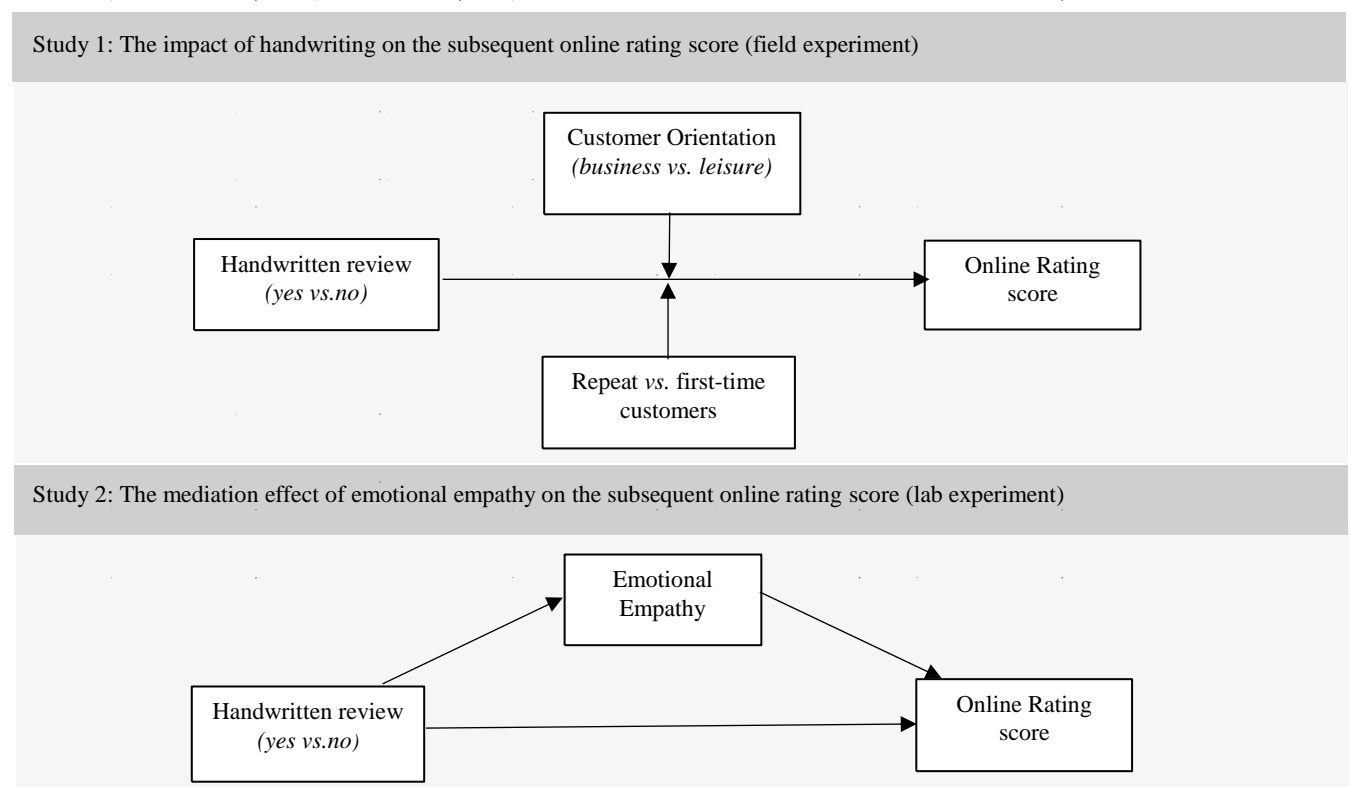 Study 1: The impact of handwriting on the subsequent online rating score (field experiment)
Customer Orientation
(business vs. leisure)
Handwritten review
(yes vs.no)
Online Rating
score
Repeat vs. first-time
customers
Study 2: The mediation effect of emotional empathy on the subsequent online rating score (lab experiment)
Emotional
Empathy
Handwritten review
(yes vs.no)
Online Rating
score